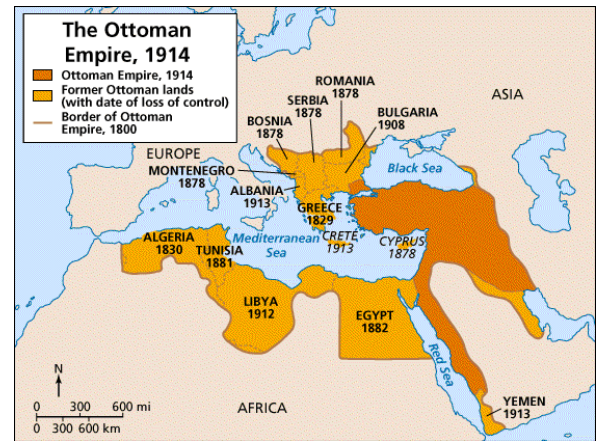 The Ottoman
Empire, 1914
Ottoman Empire, 1914
Former Ottoman lands
(with date of loss of control)
Border of Ottoman
Empire, 1800
ROMANIA
1878
SERBIA
1878
BOSNIA
1878
BULGARIA
1908
ASIA
EUROPE
MONTENEGRO
1878
Black Sea
ALBANIA
1913
GREECE
1829
ALGERIA
1830
TUNISIA
1881
Mediterranean
Sea
CRETE
1913
CYPRUS
1878
LIBYA
1912
EGYPT
1882
Red Sea
YEMEN
1913
AFRICA
N
0 300 600 mi
0 300 600 km